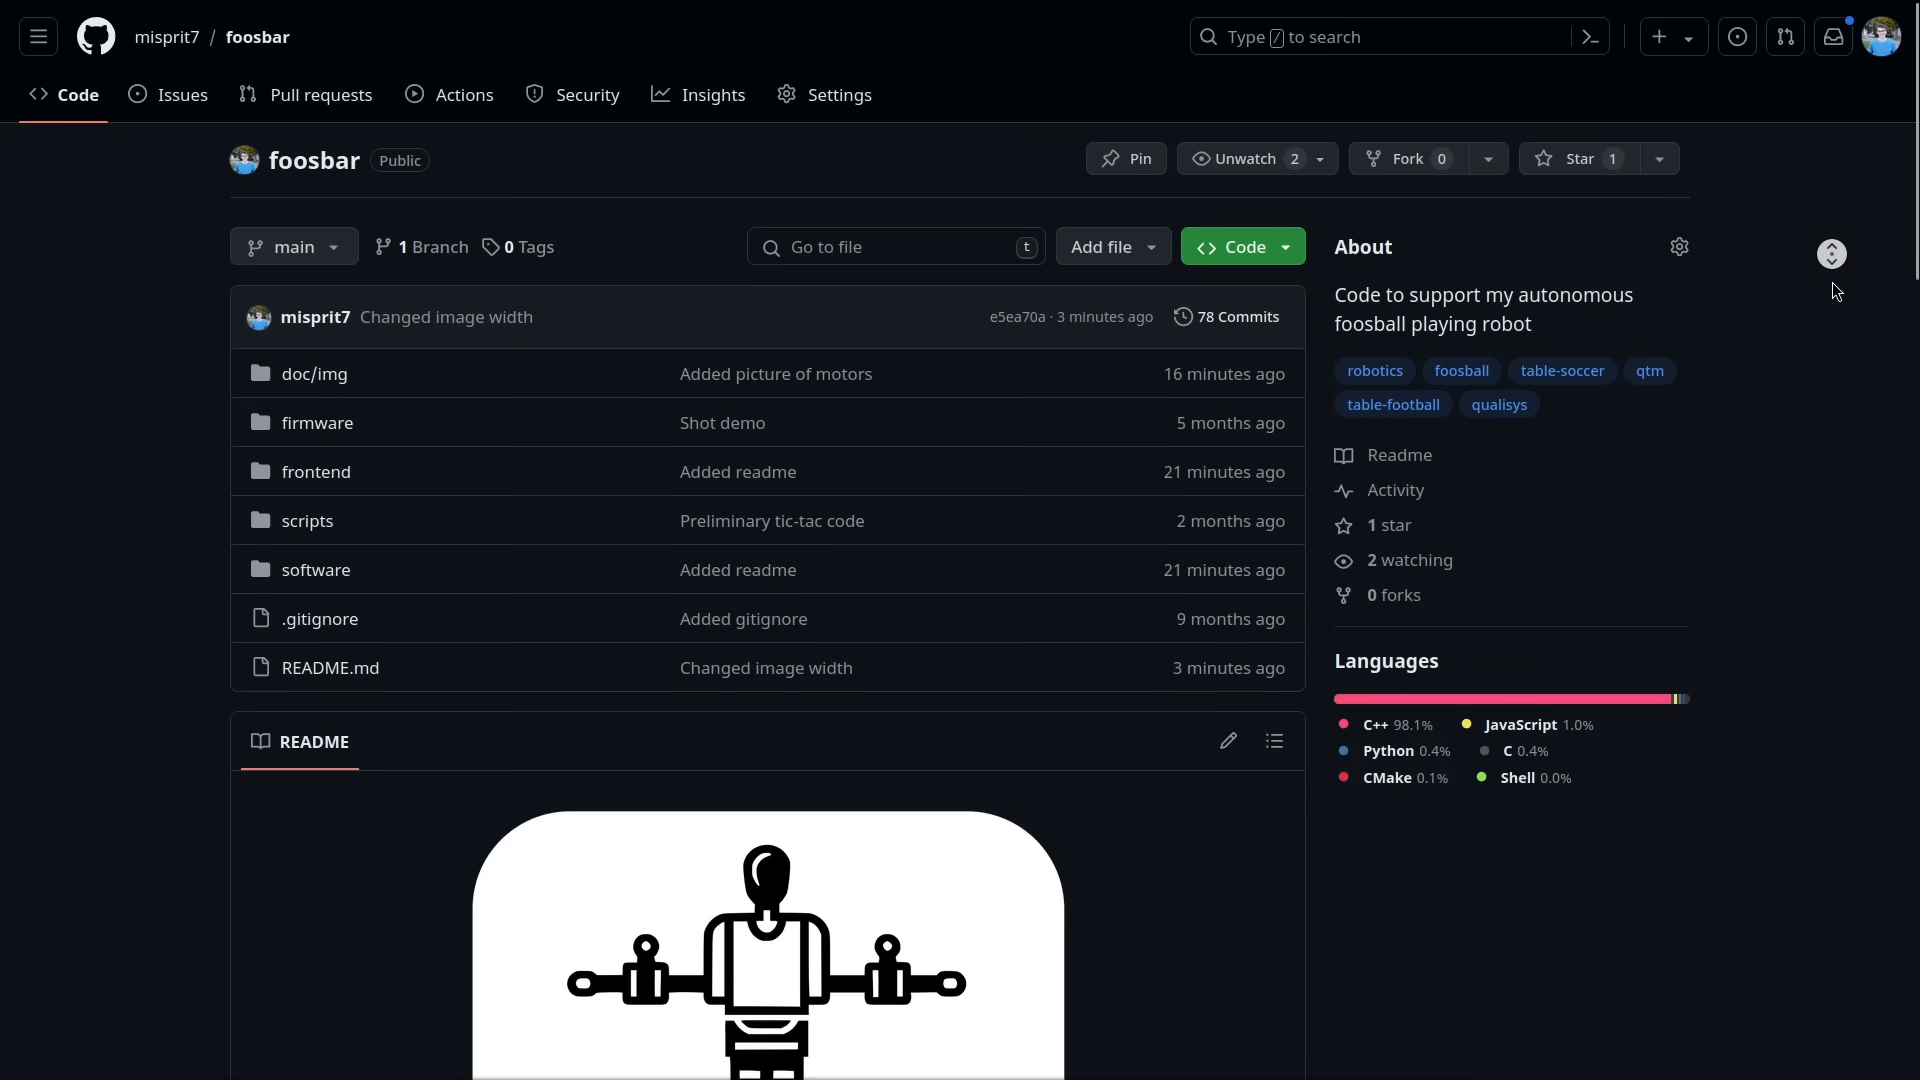 misprit7 / foosbar
Type / to search
Code Issues Pull requests Actions Security Insights Settings
foosbar Public
Pin Unwatch 2 Fork 0 Star 1
main 1 Branch 0 Tags Go to file t Add file Code
misprit7 Changed image width e5ea70a · 3 minutes ago 78 Commits
doc/img Added picture of motors 16 minutes ago
firmware Shot demo 5 months ago
frontend Added readme 21 minutes ago
scripts Preliminary tic-tac code 2 months ago
software Added readme 21 minutes ago
.gitignore Added gitignore 9 months ago
README.md Changed image width 3 minutes ago
README
About
Code to support my autonomous
foosball playing robot
robotics foosball table-soccer qtm
table-football qualisys
Readme
Activity
1 star
2 watching
0 forks
Languages
C++ 98.1% JavaScript 1.0%
Python 0.4% C 0.4%
CMake 0.1% Shell 0.0%